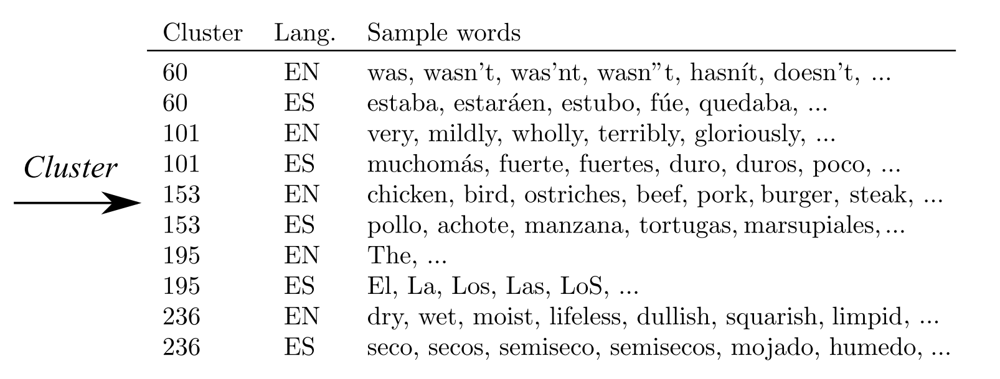 Cluster Lang. Sample words
60 EN was, wasn't, was'nt, wasn”t, hasnít, doesn't, ...
60 ES estaba, estaráen, estubo, fúe, quedaba, ...
101 EN very, mildly, wholly, terribly, gloriously, ...
101 ES muchomás, fuerte, fuertes, duro, duros, poco, ...
Cluster
153 EN chicken, bird, ostriches, beef, pork, burger, steak, ...
153 ES pollo, achote, manzana, tortugas, marsupiales, ...
195 EN The, ...
195 ES El, La, Los, Las, LoS, ...
236 EN dry, wet, moist, lifeless, dullish, squarish, limpid, ...
236 ES seco, secos, semiseco, semisecos, mojado, humedo, ...